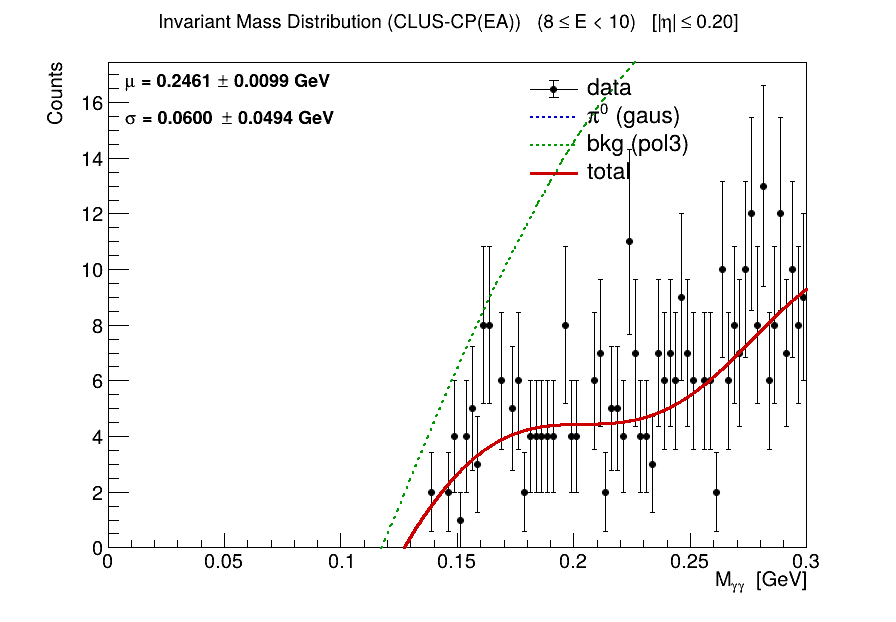 Invariant Mass Distribution (CLUS-CP(EA)) (8 ≤ E < 10) [|η| ≤ 0.20]
Counts
μ = 0.2461 ± 0.0099 GeV
σ = 0.0600 ± 0.0494 GeV
data
π⁰ (gaus)
bkg (pol3)
total
16
14
12
10
8
6
4
2
0
0 0.05 0.1 0.15 0.2 0.25 0.3
M_γγ [GeV]